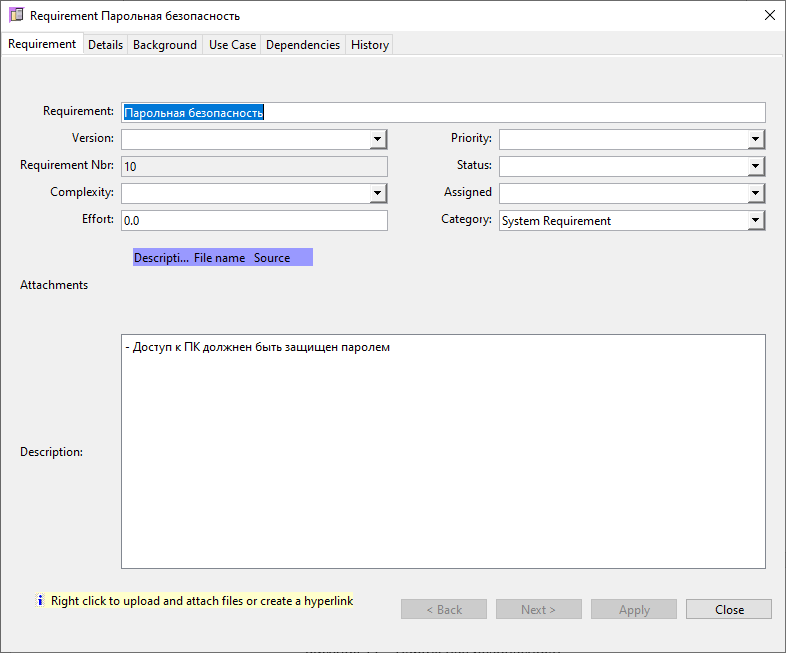 Requirement Парольная безопасность
Requirement Details Background Use Case Dependencies History
Requirement: Парольная безопасность
Version: Priority:
Requirement Nbr: 10 Status:
Complexity: Assigned
Effort: 0.0 Category: System Requirement
Descripti... File name Source
Attachments
- Доступ к ПК должнен быть защищен паролем
Description:
i Right click to upload and attach files or create a hyperlink
< Back Next > Apply Close